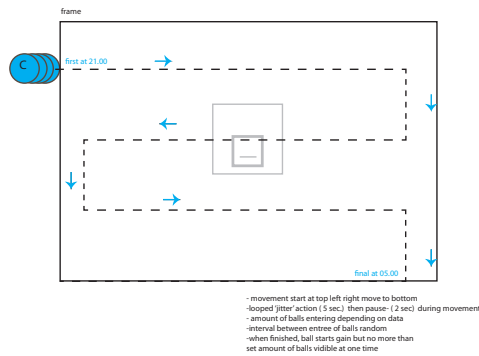 frame
C
first at 21.00
final at 05.00
- movement start at top left right move to bottom
-looped 'jitter' action ( 5 sec.) then pause- ( 2 sec) during movement
- amount of balls entering depending on data
-interval between entree of balls random
-when finished, ball starts gain but no more than
set amount of balls vidible at one time